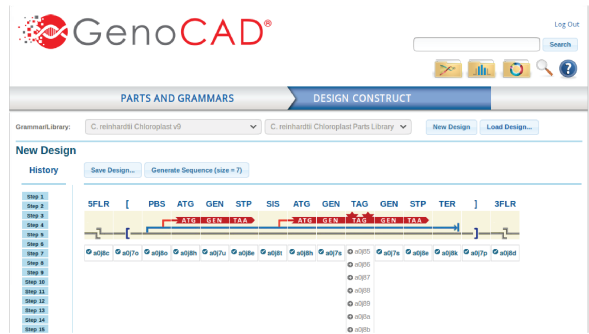 GenoCAD®
Log Out
Search
PARTS AND GRAMMARS
DESIGN CONSTRUCT
Grammar/Library:
C. reinhardtii Chloroplast v9
C. reinhardtii Chloroplast Parts Library
New Design
Load Design...
New Design
History
Save Design...
Generate Sequence (size = 7)
Step 1
Step 2
Step 3
Step 4
Step 5
Step 6
Step 7
Step 8
Step 9
Step 10
Step 11
Step 12
Step 13
Step 14
Step 15
5FLR [ PBS ATG GEN STP SIS ATG GEN TAG GEN STP TER ] 3FLR
ATG GEN TAA ATG GEN TAG GEN TAA
a0j8c a0j7o a0j8o a0j8h a0j7u a0j8e a0j8t a0j8h a0j7s a0j85 a0j7s a0j8e a0j8k a0j7p a0j8d
a0j86
a0j87
a0j88
a0j89
a0j8a
a0j8b